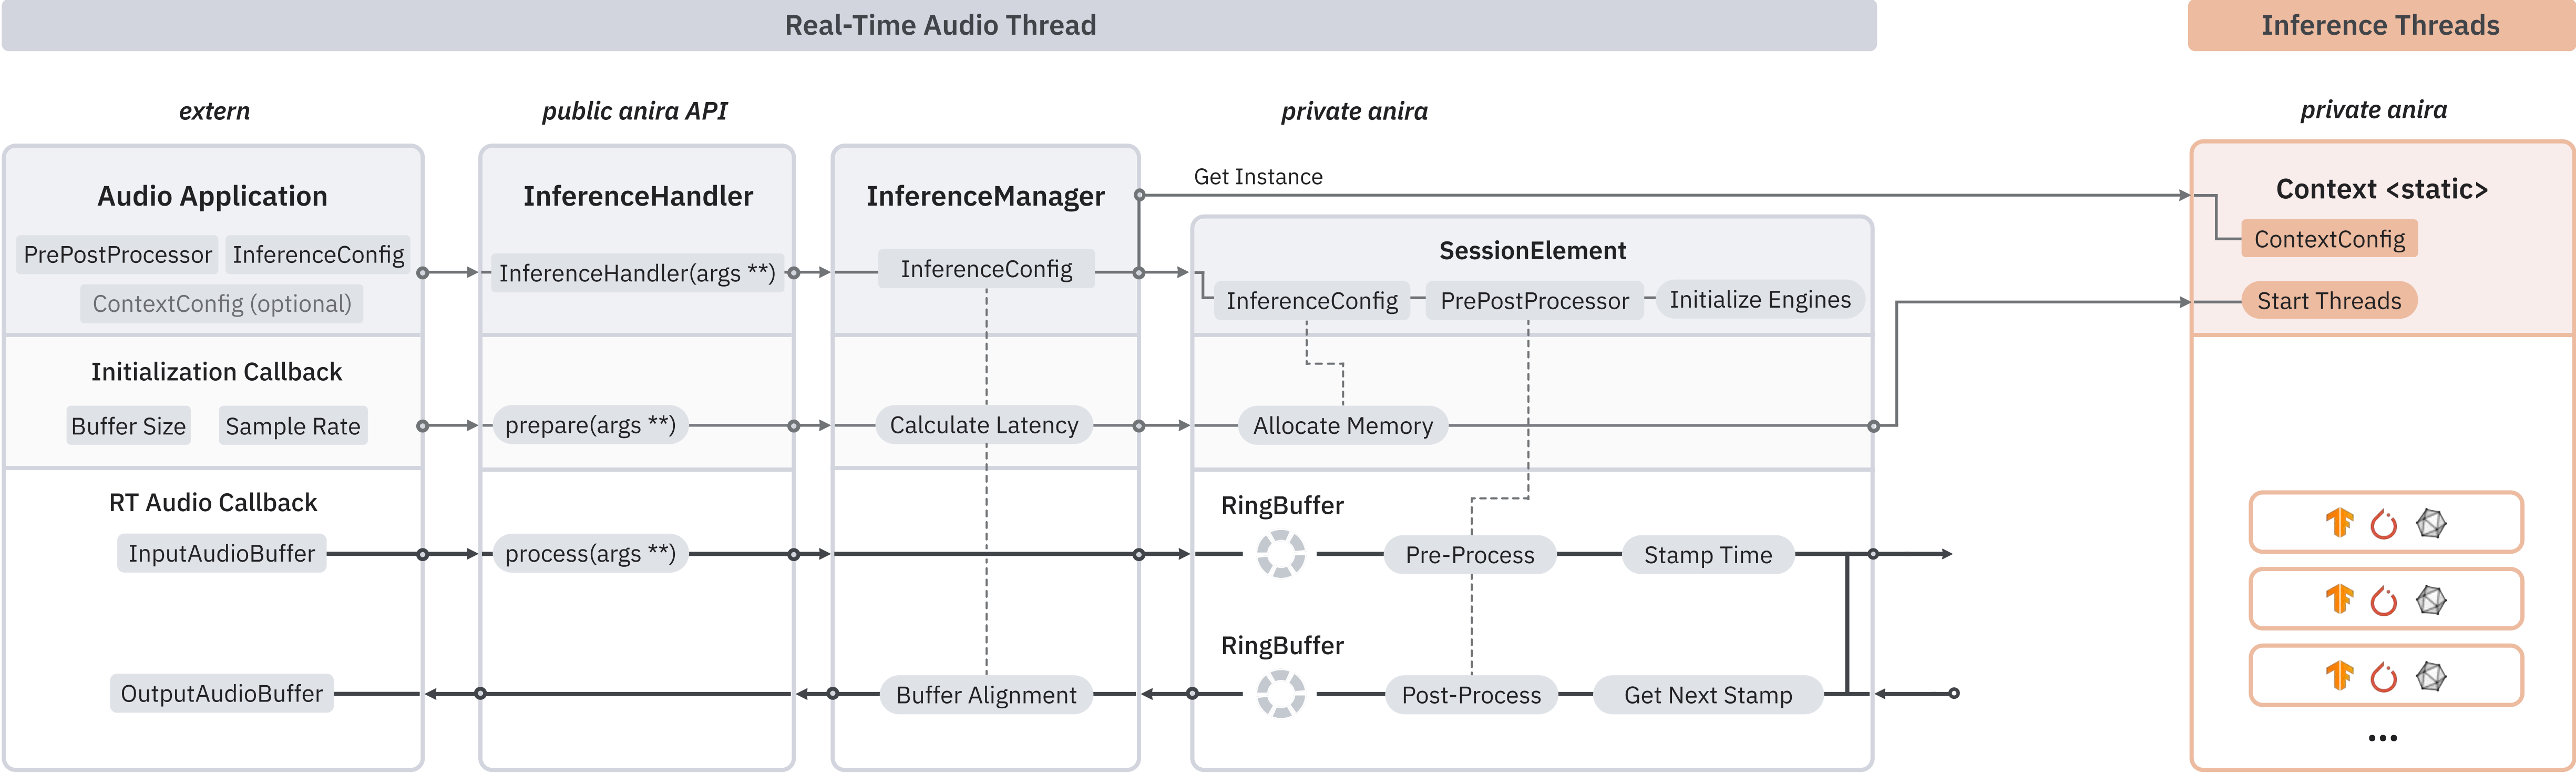 Real-Time Audio Thread
Inference Threads
extern
public anira API
private anira
private anira
Audio Application
PrePostProcessor
InferenceConfig
ContextConfig (optional)
Initialization Callback
Buffer Size
Sample Rate
RT Audio Callback
InputAudioBuffer
OutputAudioBuffer
InferenceHandler
InferenceHandler(args **)
prepare(args **)
process(args **)
InferenceManager
InferenceConfig
Calculate Latency
Buffer Alignment
Get Instance
SessionElement
InferenceConfig
PrePostProcessor
Initialize Engines
Allocate Memory
RingBuffer
Pre-Process
Stamp Time
RingBuffer
Post-Process
Get Next Stamp
Context <static>
ContextConfig
Start Threads
...